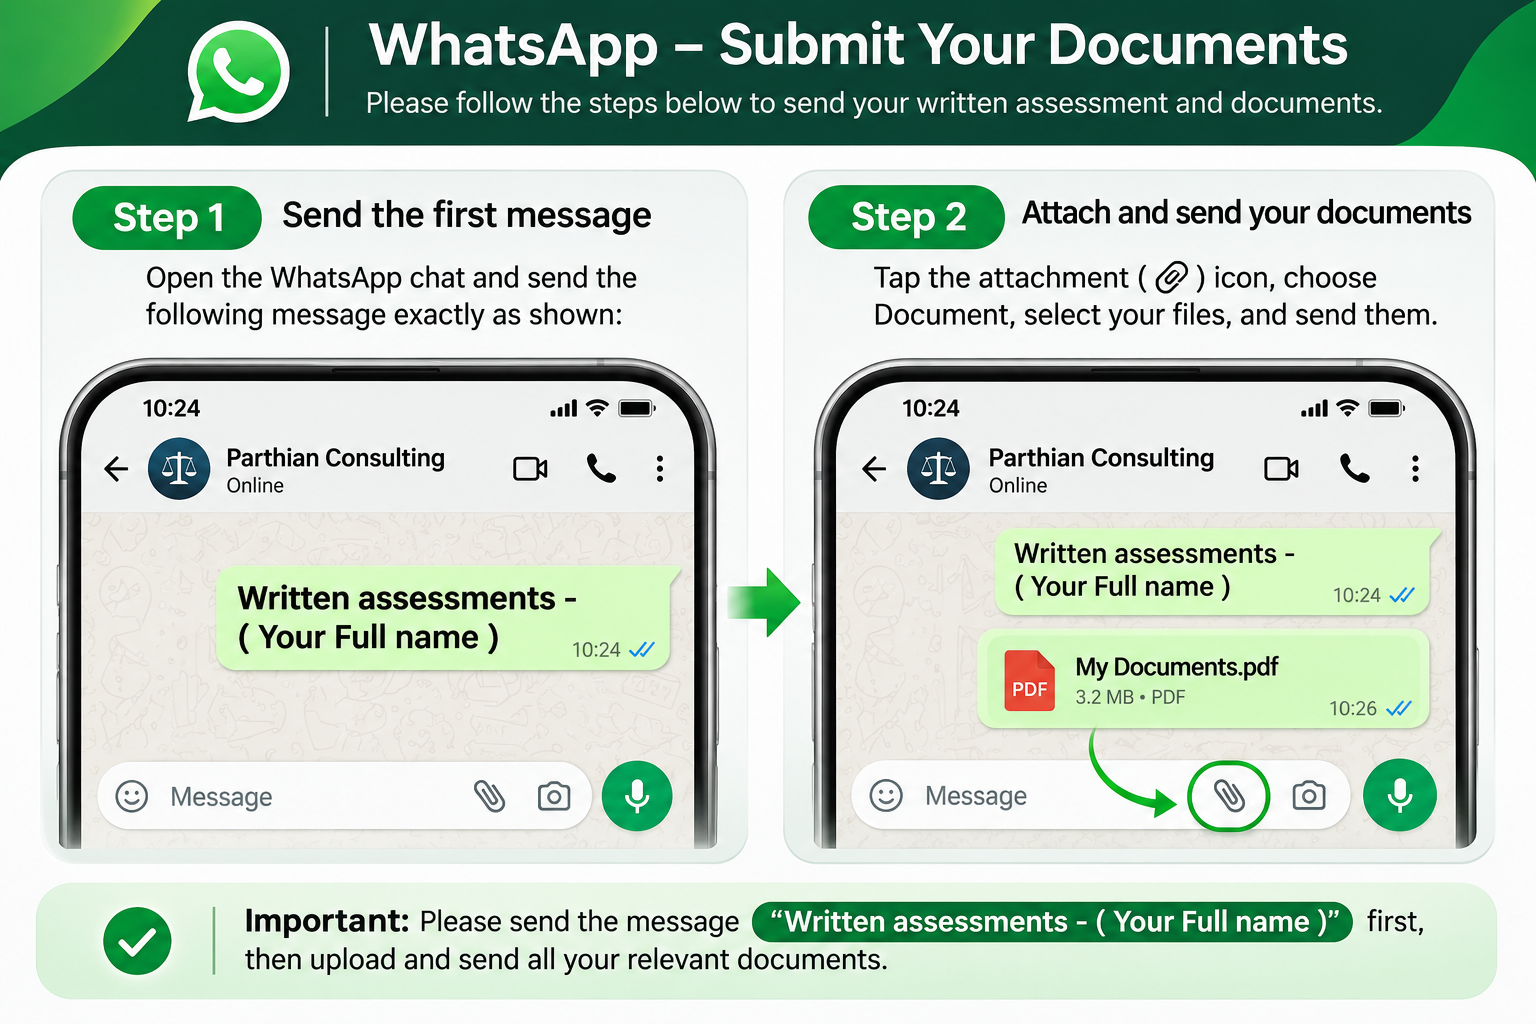 WhatsApp – Submit Your Documents
Please follow the steps below to send your written assessment and documents.
Step 1
Send the first message
Open the WhatsApp chat and send the
following message exactly as shown:
10:24
Parthian Consulting
Online
Written assessments -
( Your Full name )
10:24
Message
Step 2
Attach and send your documents
Tap the attachment ( ) icon, choose
Document, select your files, and send them.
10:24
Parthian Consulting
Online
Written assessments -
( Your Full name )
10:24
PDF
My Documents.pdf
3.2 MB • PDF
10:26
Message
Important: Please send the message “Written assessments - ( Your Full name )” first,
then upload and send all your relevant documents.